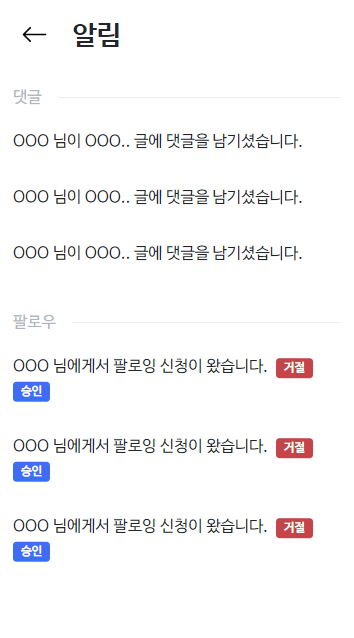 알림
댓글
OOO 님이 OOO.. 글에 댓글을 남기셨습니다.
OOO 님이 OOO.. 글에 댓글을 남기셨습니다.
OOO 님이 OOO.. 글에 댓글을 남기셨습니다.
팔로우
OOO 님에게서 팔로잉 신청이 왔습니다. 거절
승인
OOO 님에게서 팔로잉 신청이 왔습니다. 거절
승인
OOO 님에게서 팔로잉 신청이 왔습니다. 거절
승인